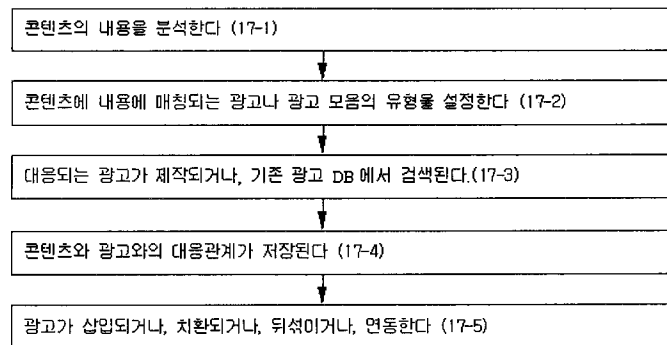 콘텐츠의 내용을 분석한다 (17-1)
콘텐츠에 내용에 매칭되는 광고나 광고 모음의 유형을 설정한다 (17-2)
대응되는 광고가 제작되거나, 기존 광고 DB 에서 검색된다.(17-3)
콘텐츠와 광고와의 대응관계가 저장된다 (17-4)
광고가 삽입되거나, 치환되거나, 뒤섞이거나, 연동한다 (17-5)